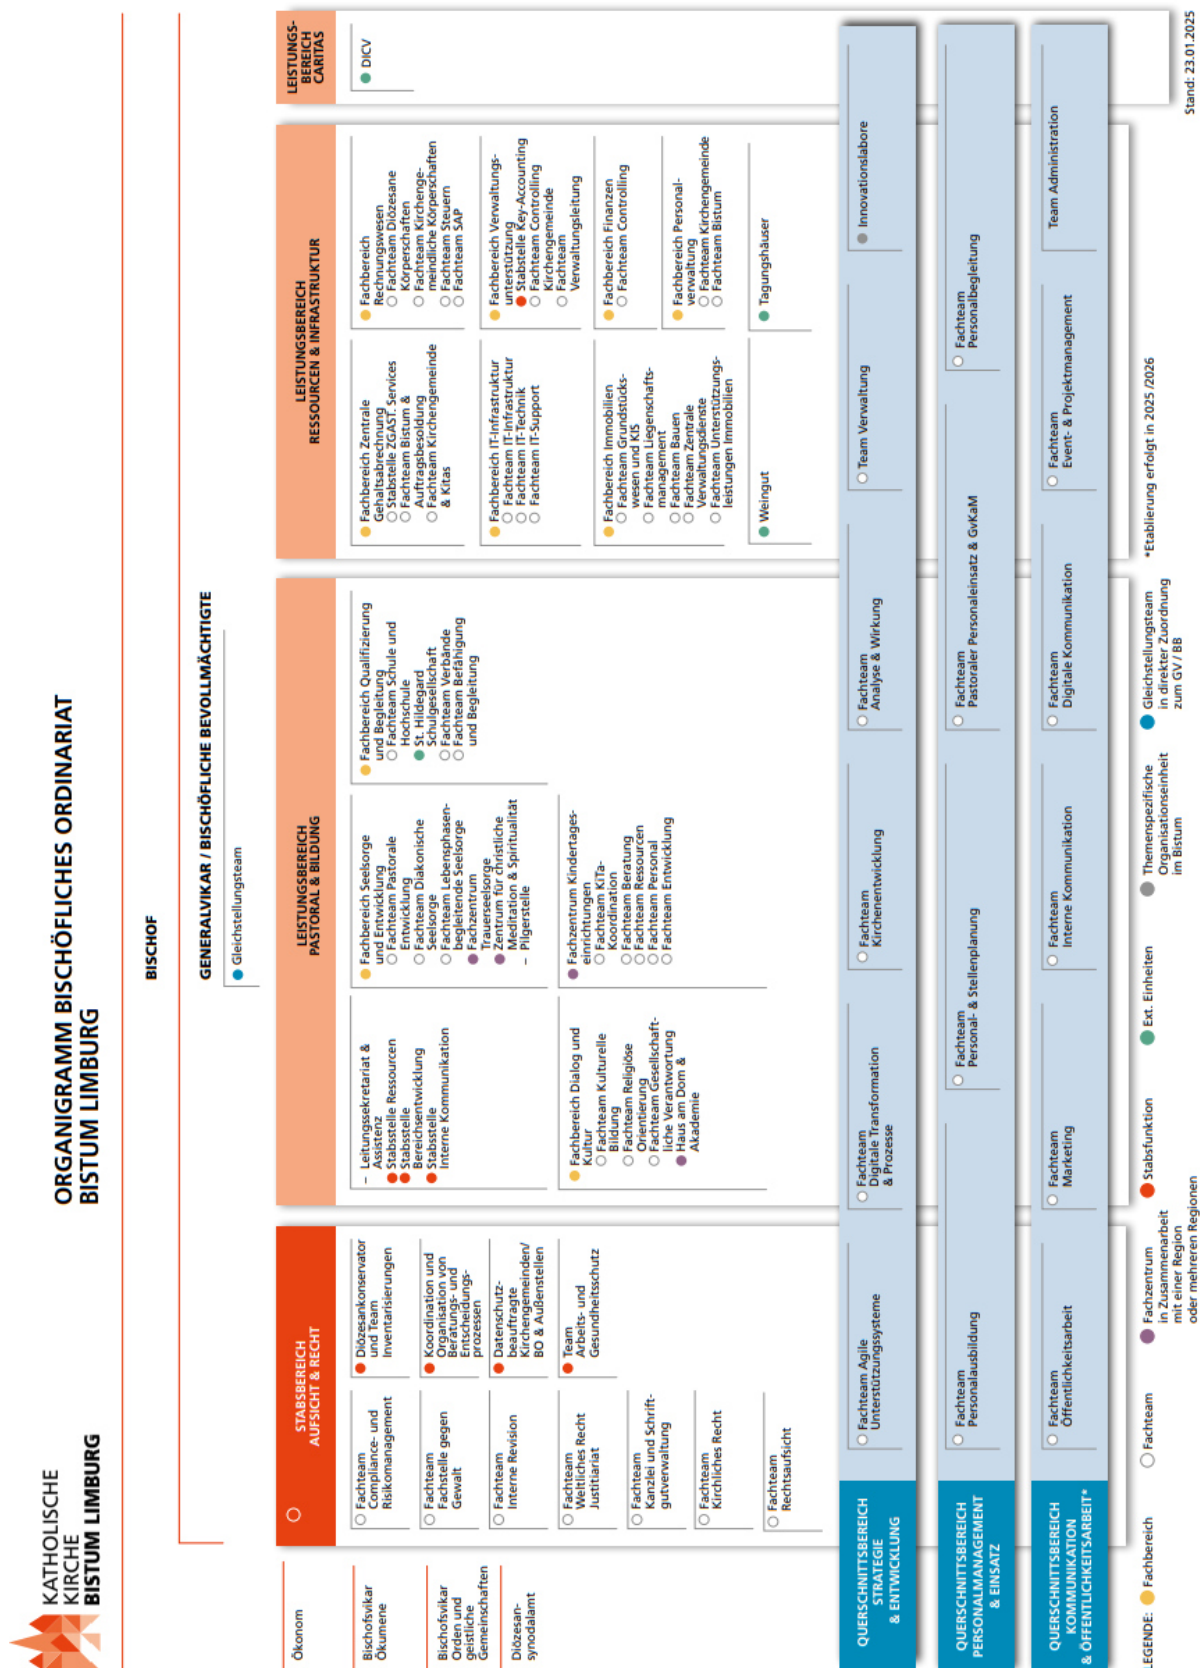 KATHOLISCHE
KIRCHE
BISTUM LIMBURG
ORGANIGRAMM BISCHÖFLICHES ORDINARIAT
BISTUM LIMBURG
BISCHOF
GENERALVIKAR / BISCHÖFLICHE BEVOLLMÄCHTIGTE
Gleichstellungsteam
Ökonom
Bischofsvikar
Ökumene
Bischofsvikar
Orden und
geistliche
Gemeinschaften
Diözesan-
synodalamt
STABSBEREICH
AUFSICHT & RECHT
Fachteam
Compliance- und
Risikomanagement
Fachteam
Fachstelle gegen
Gewalt
Fachteam
Interne Revision
Fachteam
Weltliches Recht
Justitiariat
Fachteam
Kanzlei und Schrift-
gutverwaltung
Fachteam
Kirchliches Recht
Fachteam
Rechtsaufsicht
Diözesankonservator
und Team
Inventarisierungen
Koordination und
Organisation von
Beratungs- und
Entscheidungs-
prozessen
Datenschutz-
beauftragte
Kirchengemeinden/
BO & Außenstellen
Team
Arbeits- und
Gesundheitsschutz
LEISTUNGSBEREICH
PASTORAL & BILDUNG
– Leitungssekretariat &
Assistenz
Stabsstelle Ressourcen
Stabsstelle
Bereichsentwicklung
Stabsstelle
Interne Kommunikation
Fachbereich Dialog und
Kultur
Fachteam Kulturelle
Bildung
Fachteam Religiöse
Orientierung
Fachteam Gesellschaft-
liche Verantwortung
Haus am Dom &
Akademie
Fachbereich Seelsorge
und Entwicklung
Fachteam Pastorale
Entwicklung
Fachteam Diakonische
Seelsorge
Fachteam Lebensphasen-
begleitende Seelsorge
Fachzentrum
Trauerseelsorge
Zentrum für christliche
Meditation & Spiritualität
– Pilgerstelle
Fachzentrum Kindertages-
einrichtungen
Fachteam KiTa-
Koordination
Fachteam Beratung
Fachteam Ressourcen
Fachteam Personal
Fachteam Entwicklung
Fachbereich Qualifizierung
und Begleitung
Fachteam Schule und
Hochschule
St. Hildegard
Schulgesellschaft
Fachteam Verbände
Fachteam Befähigung
und Begleitung
LEISTUNGSBEREICH
RESSOURCEN & INFRASTRUKTUR
Fachbereich Zentrale
Gehaltsabrechnung
Stabstelle ZGAST. Services
Fachteam Bistum &
Auftragsbesoldung
Fachteam Kirchengemeinde
& Kitas
Fachbereich IT-Infrastruktur
Fachteam IT-Infrastruktur
Fachteam IT-Technik
Fachteam IT-Support
Fachbereich Immobilien
Fachteam Grundstücks-
wesen und KIS
Fachteam Liegenschafts-
management
Fachteam Bauen
Fachteam Zentrale
Verwaltungsdienste
Fachteam Unterstützungs-
leistungen Immobilien
Weingut
Fachbereich
Rechnungswesen
Fachteam Diözesane
Körperschaften
Fachteam Kirchenge-
meindliche Körperschaften
Fachteam Steuern
Fachteam SAP
Fachbereich Verwaltungs-
unterstützung
Stabstelle Key-Accounting
Fachteam Controlling
Kirchengemeinde
Fachteam
Verwaltungsleitung
Fachbereich Finanzen
Fachteam Controlling
Fachbereich Personal-
verwaltung
Fachteam Kirchengemeinde
Fachteam Bistum
Tagungshäuser
LEISTUNGS-
BEREICH
CARITAS
DICV
QUERSCHNITTSBEREICH
STRATEGIE
& ENTWICKLUNG
Fachteam Agile
Unterstützungssysteme
Fachteam
Digitale Transformation
& Prozesse
Fachteam
Kirchenentwicklung
Fachteam
Analyse & Wirkung
Team Verwaltung
Innovationslabore
QUERSCHNITTSBEREICH
PERSONALMANAGEMENT
& EINSATZ
Fachteam
Personalausbildung
Fachteam
Personal- & Stellenplanung
Fachteam
Pastoraler Personaleinsatz & GvKaM
Fachteam
Personalbegleitung
QUERSCHNITTSBEREICH
KOMMUNIKATION
& ÖFFENTLICHKEITSARBEIT*
Fachteam
Öffentlichkeitsarbeit
Fachteam
Marketing
Fachteam
Interne Kommunikation
Fachteam
Digitale Kommunikation
Fachteam
Event- & Projektmanagement
Team Administration
*Etablierung erfolgt in 2025 /2026
LEGENDE:
Fachbereich
Fachteam
Fachzentrum
in Zusammenarbeit
mit einer Region
oder mehreren Regionen
Stabsfunktion
Ext. Einheiten
Themenspezifische
Organisationseinheit
im Bistum
Gleichstellungsteam
in direkter Zuordnung
zum GV / BB
Stand: 23.01.2025